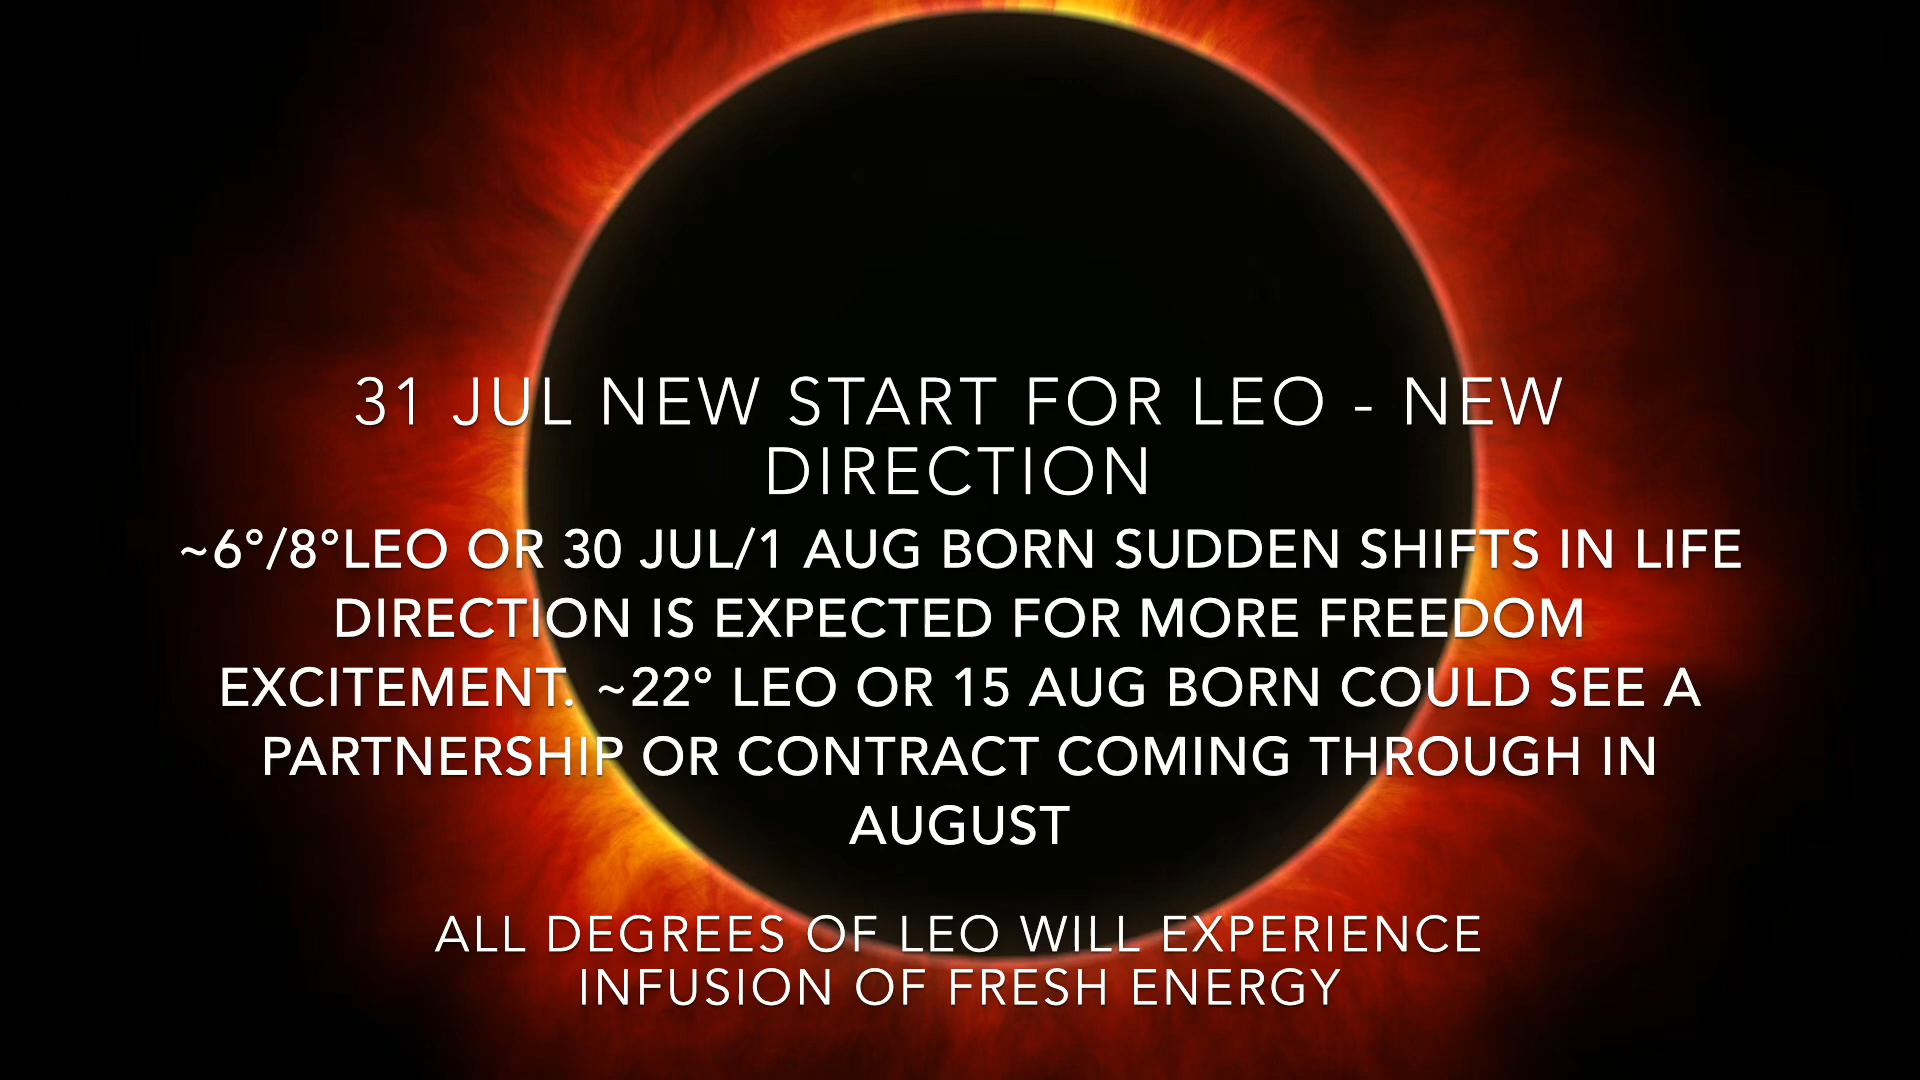 31 JUL NEW START FOR LEO - NEW
DIRECTION
~6°/8°LEO OR 30 JUL/1 AUG BORN SUDDEN SHIFTS IN LIFE
DIRECTION IS EXPECTED FOR MORE FREEDOM
EXCITEMENT. ~22° LEO OR 15 AUG BORN COULD SEE A
PARTNERSHIP OR CONTRACT COMING THROUGH IN
AUGUST
ALL DEGREES OF LEO WILL EXPERIENCE
INFUSION OF FRESH ENERGY